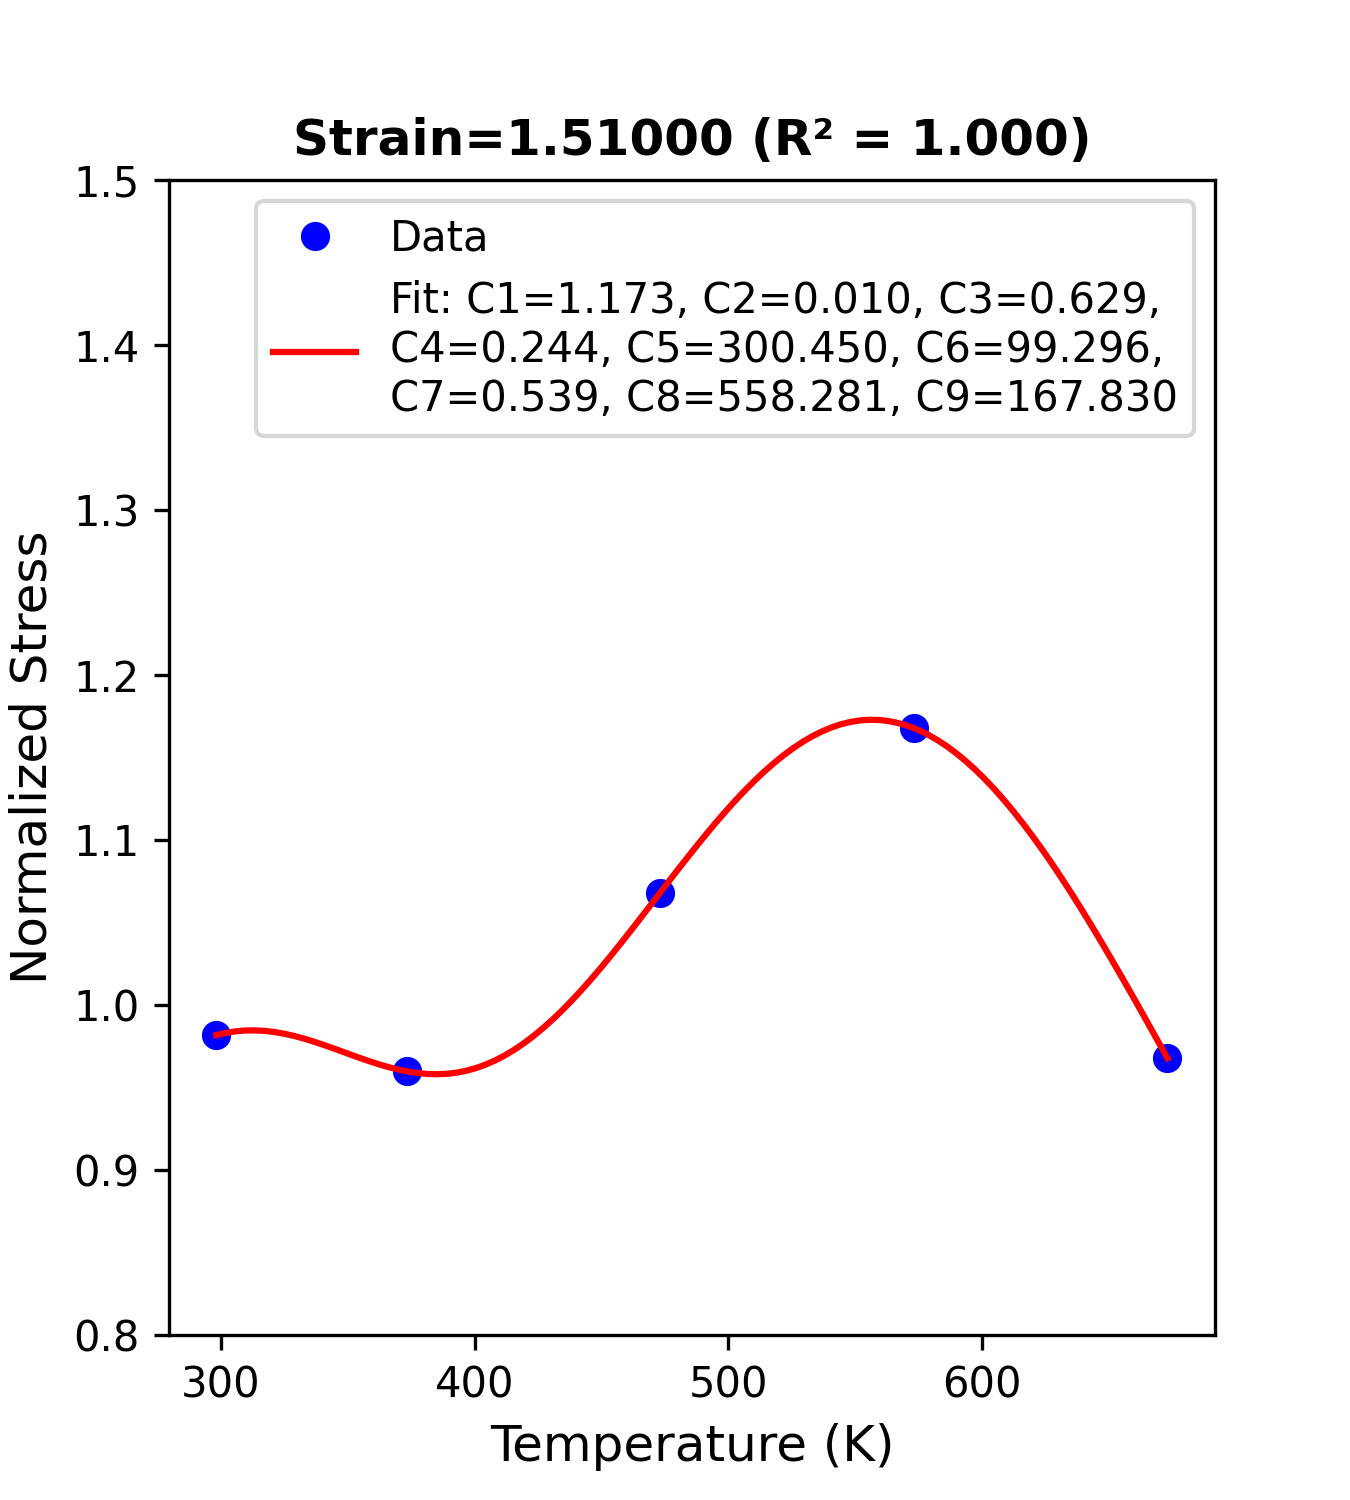 Strain=1.51000 (R² = 1.000)
1.5
1.4
1.3
1.2
1.1
1.0
0.9
0.8
Normalized Stress
Data
Fit: C1=1.173, C2=0.010, C3=0.629,
C4=0.244, C5=300.450, C6=99.296,
C7=0.539, C8=558.281, C9=167.830
300 400 500 600
Temperature (K)